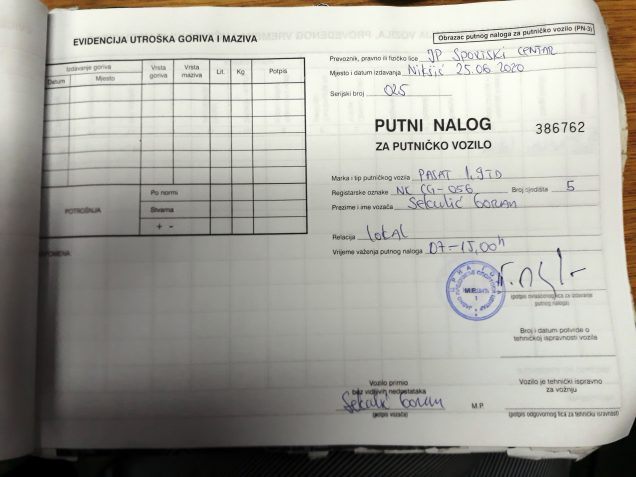 EVIDENCIJA UTROŠKA GORIVA I MAZIVA
Izdavanje goriva
Datum
Mjesto
Vrsta goriva
Vrsta maziva
Lit.
Kg
Potpis
POTROŠNJA
Po normi
Stvarna
+ -
Obrazac putnog naloga za putničko vozilo (PN-3)
Prevoznik, pravno ili fizičko lice JP SPORTSKI CENTAR
Mjesto i datum izdavanja Nikšić 25.06 2020
Serijski broj 025
PUTNI NALOG
ZA PUTNIČKO VOZILO
386762
Marka i tip putničkog vozila PASAT 1,9TD
Registarske oznake NK CG-056 Broj sjedišta 5
Prezime i ime vozača Sekulić Goran
Relacija LOKAL
Vrijeme važenja putnog naloga 07-15,00h
M.P.
(potpis ovlašćenog lica za izdavanje
putnog naloga)
Broj i datum potvrde o
tehničkoj ispravnosti vozila
Vozilo primio
bez vidljivih nedostataka
Sekulić Goran
(potpis vozača)
M.P.
Vozilo je tehnički ispravno
za vožnju
(potpis odgovornog lica za tehničku ispravnost)